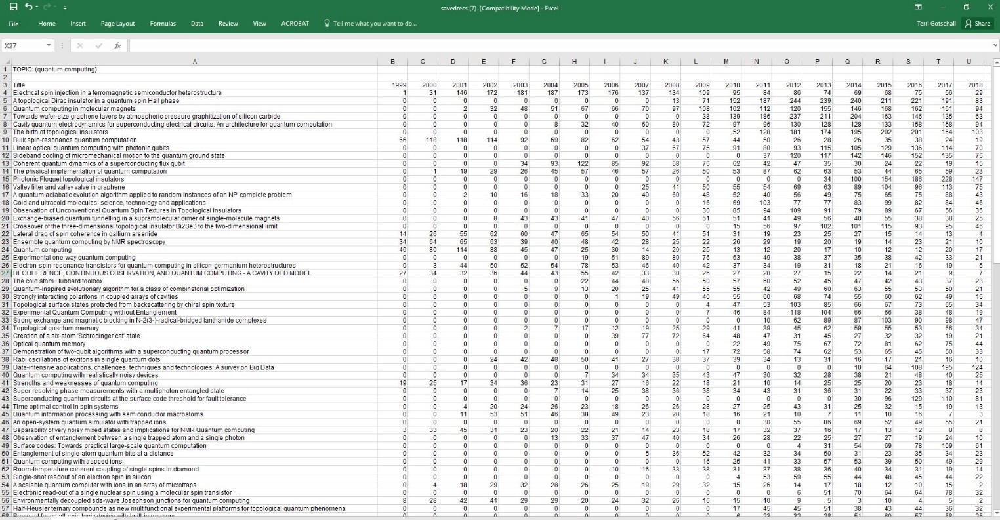 savedrecs (7) [Compatibility Mode] - Excel
File Home Insert Page Layout Formulas Data Review View ACROBAT Tell me what you want to do... Terri Gotschall Share
X27 fx
A B C D E F G H I J K L M N O P Q R S T U
1 TOPIC: (quantum computing)
2
3 Title 1999 2000 2001 2002 2003 2004 2005 2006 2007 2008 2009 2010 2011 2012 2013 2014 2015 2016 2017 2018
4 Electrical spin injection in a ferromagnetic semiconductor heterostructure 1 31 146 172 181 187 173 176 137 134 109 95 84 86 74 69 68 75 56 29
5 A topological Dirac insulator in a quantum spin Hall phase 0 0 0 0 0 0 0 0 0 13 71 152 187 244 239 240 211 221 191 83
6 Quantum computing in molecular magnets 0 0 2 32 48 51 67 66 70 97 108 102 112 120 155 146 168 162 161 94
7 Towards wafer-size graphene layers by atmospheric pressure graphitization of silicon carbide 0 0 0 0 0 0 0 0 0 0 38 139 186 237 211 204 163 146 135 63
8 Cavity quantum electrodynamics for superconducting electrical circuits: An architecture for quantum computation 0 0 0 0 0 8 32 40 60 80 72 97 96 130 128 128 133 158 158 94
9 The birth of topological insulators 0 0 0 0 0 0 0 0 0 0 0 52 128 181 174 195 202 201 164 103
10 Bulk spin-resonance quantum computation 66 118 118 114 92 69 82 62 54 43 57 44 50 26 28 26 35 38 24 19
11 Linear optical quantum computing with photonic qubits 0 0 0 0 0 0 0 0 37 67 75 91 80 93 115 105 129 136 114 70
12 Sideband cooling of micromechanical motion to the quantum ground state 0 0 0 0 0 0 0 0 0 0 0 0 37 120 117 142 146 152 135 76
13 Coherent quantum dynamics of a superconducting flux qubit 0 0 0 0 34 93 122 85 92 68 76 62 42 47 35 30 24 22 19 15
14 The physical implementation of quantum computation 0 1 19 29 26 45 57 46 57 26 50 53 87 62 63 53 44 65 59 23
15 Photonic Floquet topological insulators 0 0 0 0 0 0 0 0 0 0 0 0 0 0 34 100 154 186 228 147
16 Valley filter and valley valve in graphene 0 0 0 0 0 0 0 0 25 41 50 55 54 69 63 89 104 96 113 75
17 A quantum adiabatic evolution algorithm applied to random instances of an NP-complete problem 0 0 2 10 16 18 33 20 40 60 48 52 40 56 49 75 65 75 88 43
18 Cold and ultracold molecules: science, technology and applications 0 0 0 0 0 0 0 0 0 0 16 69 103 77 77 83 99 82 84 46
19 Observation of Unconventional Quantum Spin Textures in Topological Insulators 0 0 0 0 0 0 0 0 0 0 30 85 94 109 91 79 89 67 56 36
20 Exchange-biased quantum tunnelling in a supramolecular dimer of single-molecule magnets 0 0 0 8 43 43 41 47 40 56 61 51 41 49 56 40 55 38 38 25
21 Crossover of the three-dimensional topological insulator Bi2Se3 to the two-dimensional limit 0 0 0 0 0 0 0 0 0 0 0 15 56 97 102 101 115 93 95 46
22 Lateral drag of spin coherence in gallium arsenide 14 26 55 62 60 47 65 54 50 41 51 31 19 23 25 27 15 14 13 4
23 Ensemble quantum computing by NMR spectroscopy 34 64 65 63 39 40 48 42 28 25 22 26 29 19 20 19 14 23 21 10
24 Quantum computing 46 80 114 88 45 47 25 30 14 20 25 13 12 20 17 10 12 12 20 17
25 Experimental one-way quantum computing 0 0 0 0 0 0 19 51 89 80 76 63 49 38 37 35 38 42 33 21
26 Electron-spin-resonance transistors for quantum computing in silicon-germanium heterostructures 0 3 44 50 52 54 78 53 46 40 42 37 34 19 31 18 21 16 19 5
27 DECOHERENCE, CONTINUOUS OBSERVATION, AND QUANTUM COMPUTING - A CAVITY QED MODEL 27 34 32 36 44 43 55 42 33 30 26 27 28 27 15 22 14 21 9 7
28 The cold atom Hubbard toolbox 0 0 0 0 0 0 22 44 48 56 50 57 60 52 45 47 42 43 37 23
29 Quantum-inspired evolutionary algorithm for a class of combinatorial optimization 0 0 0 0 5 9 13 20 25 41 55 55 42 49 60 63 55 53 50 21
30 Strongly interacting polaritons in coupled arrays of cavities 0 0 0 0 0 0 0 1 19 49 40 55 60 68 74 55 60 62 49 16
31 Topological surface states protected from backscattering by chiral spin texture 0 0 0 0 0 0 0 0 0 0 4 47 53 103 85 66 67 73 65 34
32 Experimental Quantum Computing without Entanglement 0 0 0 0 0 0 0 0 0 0 7 46 84 118 104 66 66 38 48 19
33 Strong exchange and magnetic blocking in N-2(3-)-radical-bridged lanthanide complexes 0 0 0 0 0 0 0 0 0 0 0 0 10 62 89 87 103 90 98 47
34 Topological quantum memory 0 0 0 0 2 7 17 12 19 25 29 41 39 45 62 59 55 53 66 34
35 Creation of a six-atom 'Schrodinger cat' state 0 0 0 0 0 0 0 39 77 72 64 48 47 31 45 27 32 32 19 21
36 Optical quantum memory 0 0 0 0 0 0 0 0 0 0 0 22 49 75 67 72 81 62 75 44
37 Demonstration of two-qubit algorithms with a superconducting quantum processor 0 0 0 0 0 0 0 0 0 0 17 72 58 74 62 53 65 45 50 33
38 Rabi oscillations of excitons in single quantum dots 0 0 0 24 42 48 50 41 27 38 37 39 34 13 31 16 17 21 16 10
39 Data-intensive applications, challenges, techniques and technologies: A survey on Big Data 0 0 0 0 0 0 0 0 0 0 0 0 0 0 0 10 64 108 195 124
40 Quantum computing with realistically noisy devices 0 0 0 0 0 0 7 34 34 35 43 47 30 32 28 38 21 48 40 25
41 Strengths and weaknesses of quantum computing 19 25 17 34 36 23 31 27 16 22 18 21 10 14 25 25 20 23 18 14
42 Super-resolving phase measurements with a multiphoton entangled state 0 0 0 0 0 7 14 25 38 36 38 34 43 31 36 31 22 33 37 23
43 Superconducting quantum circuits at the surface code threshold for fault tolerance 0 0 0 0 0 0 0 0 0 0 0 0 0 0 0 30 96 129 110 81
44 Time optimal control in spin systems 0 0 4 20 24 26 23 18 26 26 28 27 25 43 31 25 32 15 19 13
45 Quantum information processing with semiconductor macroatoms 0 0 11 53 51 46 38 49 23 28 18 16 21 10 7 11 10 16 7 3
46 An open-system quantum simulator with trapped ions 0 0 0 0 0 0 0 0 0 0 0 0 30 55 86 69 52 49 55 21
47 Separability of very noisy mixed states and implications for NMR Quantum computing 3 33 45 31 23 20 22 21 14 23 18 17 32 37 16 17 13 12 8 8
48 Observation of entanglement between a single trapped atom and a single photon 0 0 0 0 0 13 33 37 47 40 34 26 28 22 25 27 27 19 24 10
49 Surface codes: Towards practical large-scale quantum computation 0 0 0 0 0 0 0 0 0 0 0 0 0 4 31 54 69 78 109 61
50 Entanglement of single-atom quantum bits at a distance 0 0 0 0 0 0 0 0 5 36 52 42 32 34 50 31 23 35 34 23
51 Quantum computing with trapped ions 0 0 0 0 0 0 0 0 0 0 16 25 41 33 57 53 39 50 49 29
52 Room-temperature coherent coupling of single spins in diamond 0 0 0 0 0 0 0 10 16 33 38 31 37 38 36 40 34 31 19 14
53 Single-shot readout of an electron spin in silicon 0 0 0 0 0 0 0 0 0 0 0 4 53 59 55 44 48 45 44 22
54 A scalable quantum computer with ions in an array of microtraps 0 4 18 29 32 28 26 25 19 29 32 15 26 14 17 18 12 10 15 2
55 Electronic read-out of a single nuclear spin using a molecular spin transistor 0 0 0 0 0 0 0 0 0 0 0 0 0 6 51 70 64 64 78 32
56 Environmentally decoupled sds-wave Josephson junctions for quantum computing 8 28 42 41 29 29 20 24 32 26 16 15 10 9 5 3 10 4 5 2
57 Half-Heusler ternary compounds as new multifunctional experimental platforms for topological quantum phenomena 0 0 0 0 0 0 0 0 0 0 0 17 45 45 51 38 43 44 36 32